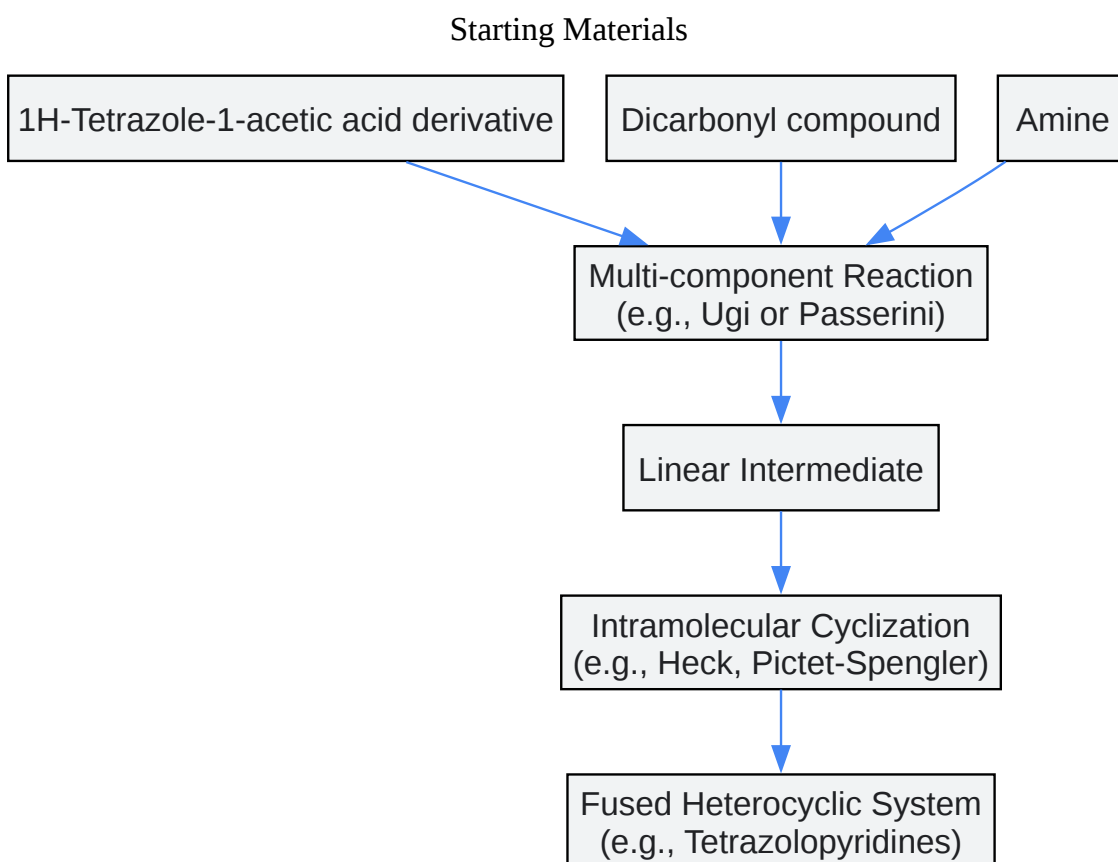 Starting Materials
1H-Tetrazole-1-acetic acid derivative
Dicarbonyl compound
Amine
Multi-component Reaction
(e.g., Ugi or Passerini)
Linear Intermediate
Intramolecular Cyclization
(e.g., Heck, Pictet-Spengler)
Fused Heterocyclic System
(e.g., Tetrazolopyridines)